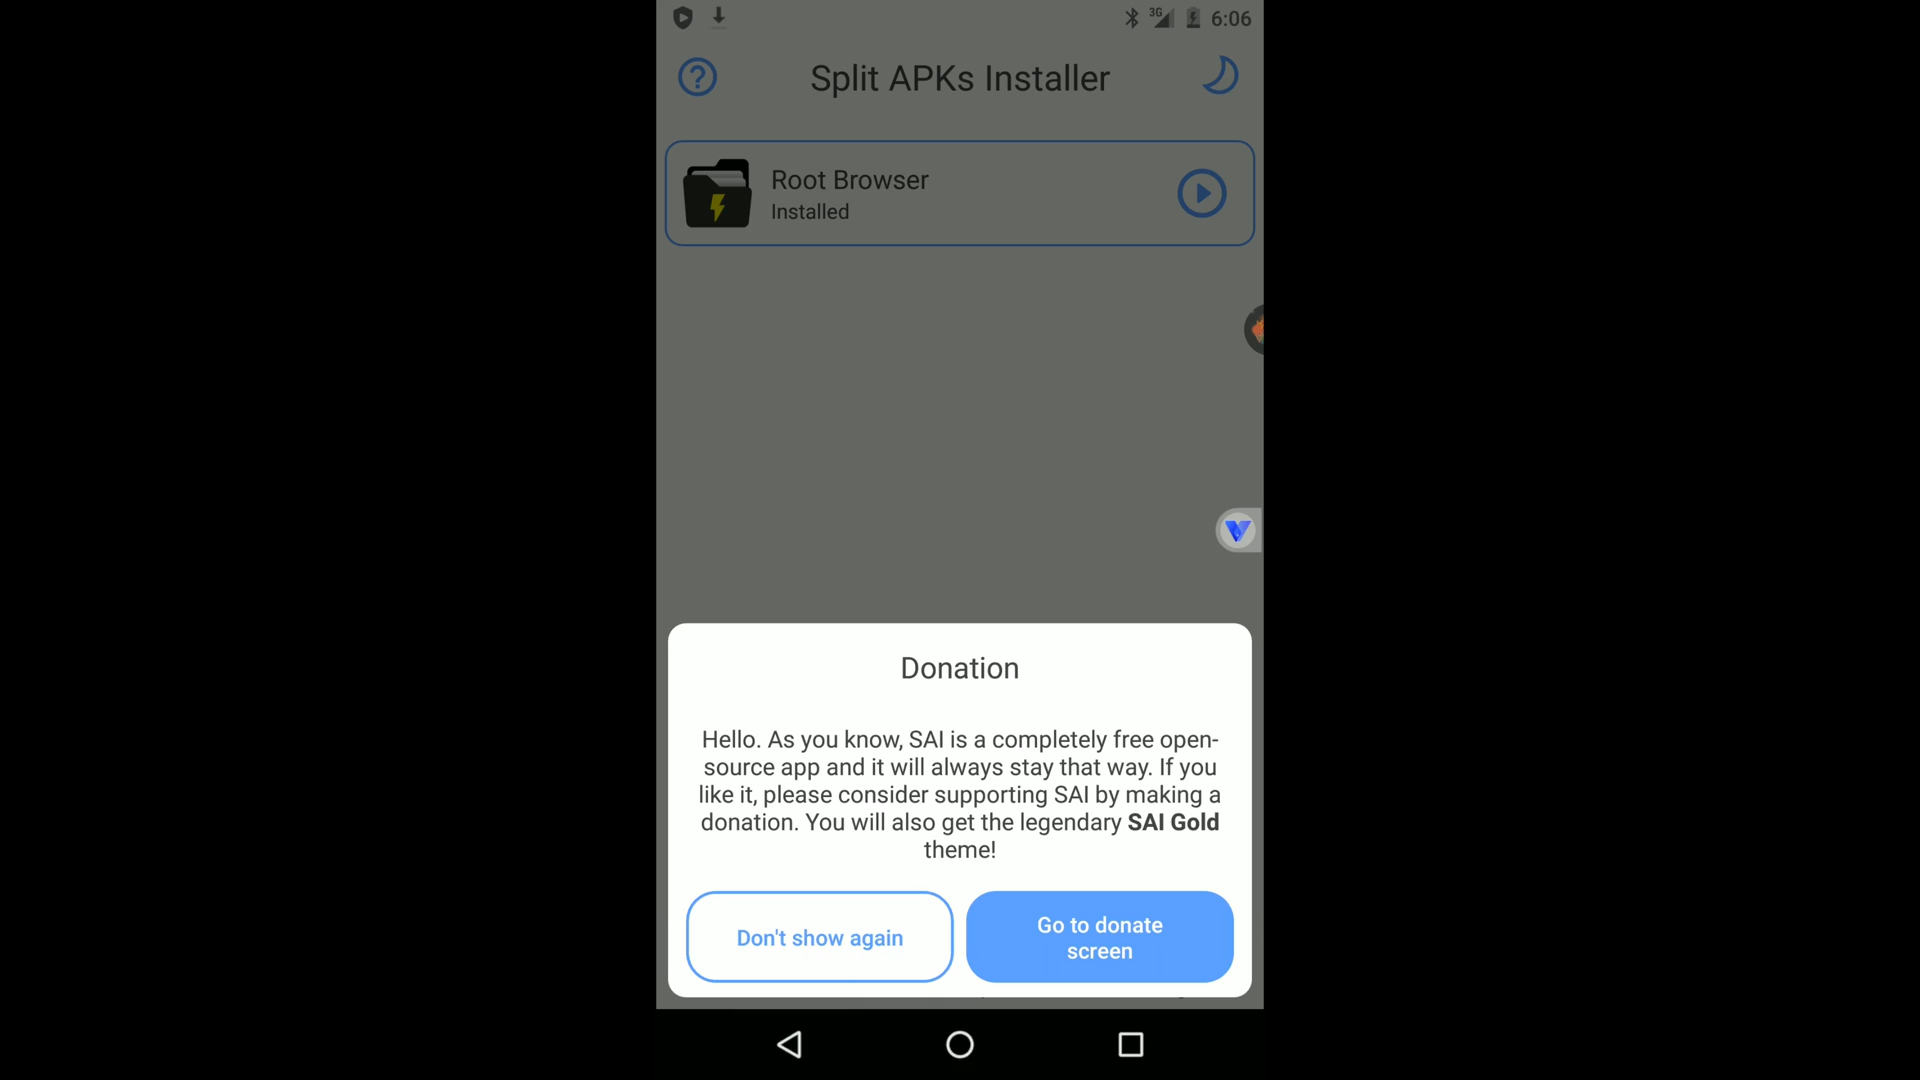 3G 6:06
Split APKs Installer
Root Browser
Installed
Donation
Hello. As you know, SAI is a completely free open-
source app and it will always stay that way. If you
like it, please consider supporting SAI by making a
donation. You will also get the legendary SAI Gold
theme!
Don't show again
Go to donate
screen